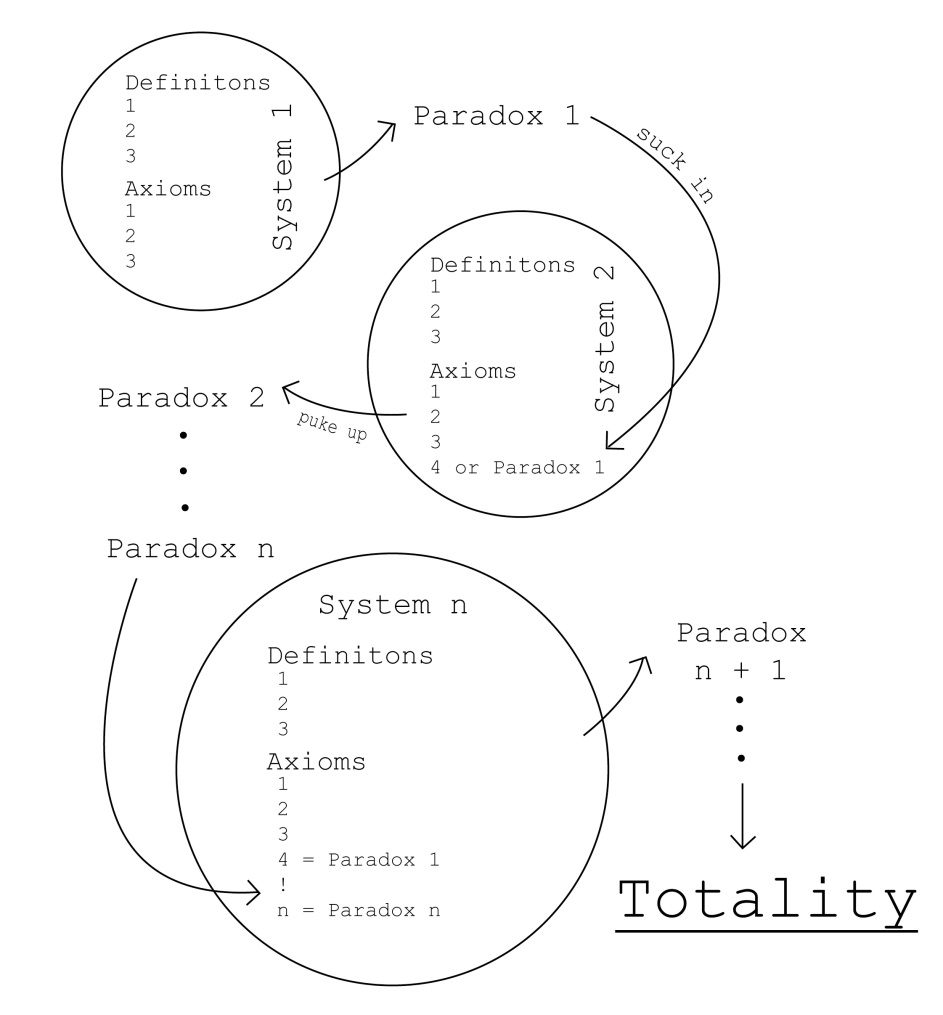 Definitons
1
2
3
Axioms
1
2
3
System 1
Paradox 1
suck in
Definitons
1
2
3
Axioms
1
2
3
4 or Paradox 1
System 2
puke up
Paradox 2
Paradox n
System n
Definitons
1
2
3
Axioms
1
2
3
4 = Paradox 1
!
n = Paradox n
Paradox
n + 1
Totality